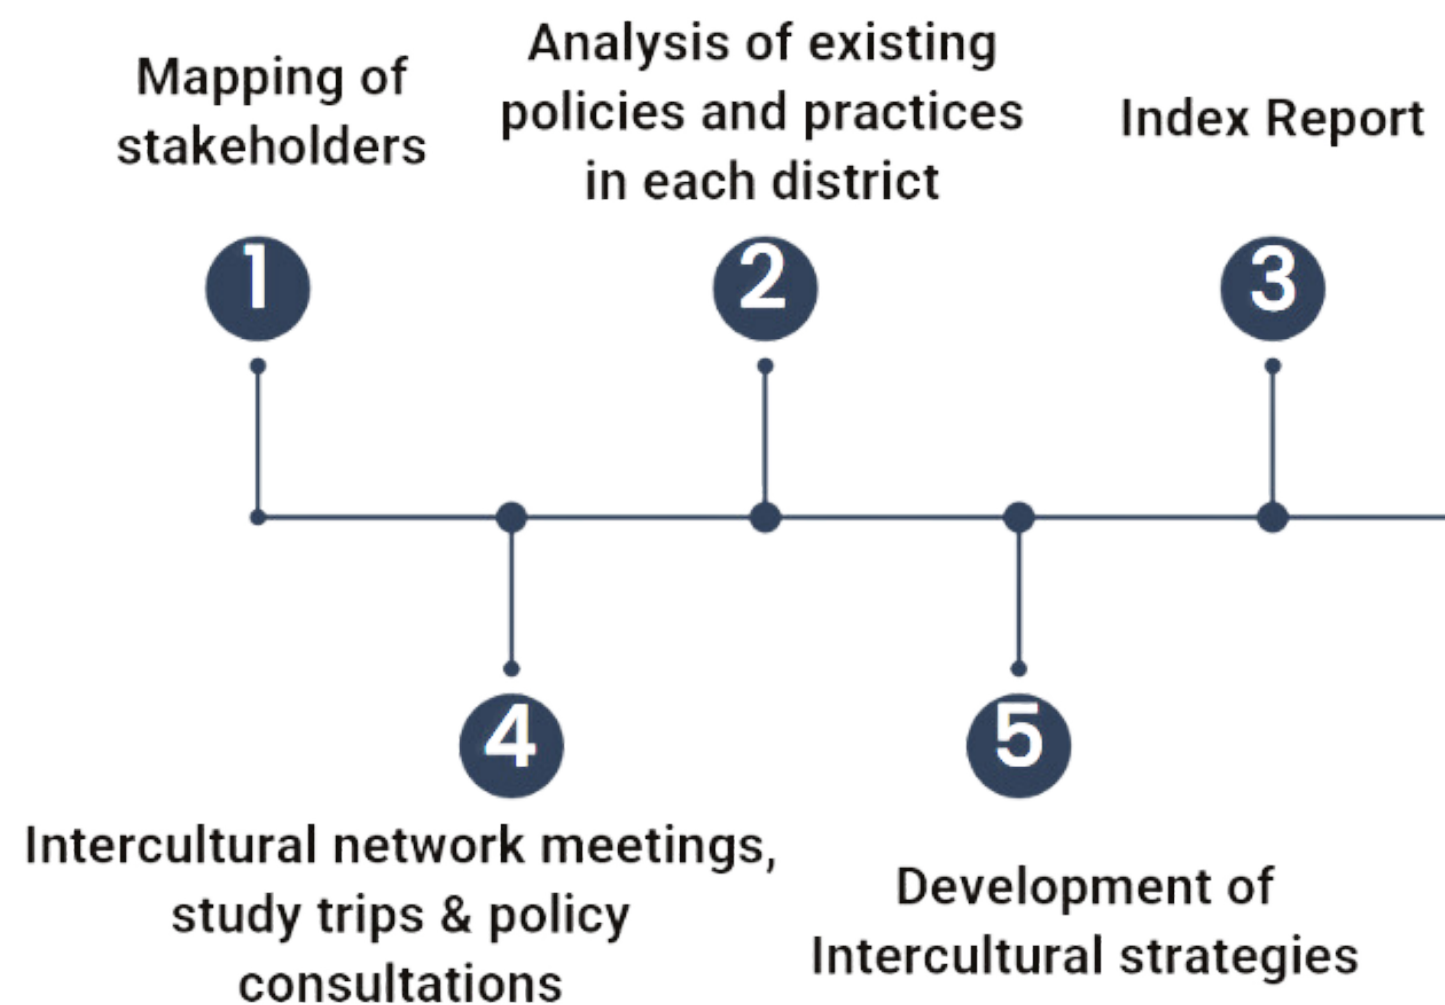 Mapping of
stakeholders
1
Analysis of existing
policies and practices
in each district
2
Index Report
3
4
Intercultural network meetings,
study trips & policy
consultations
5
Development of
Intercultural strategies